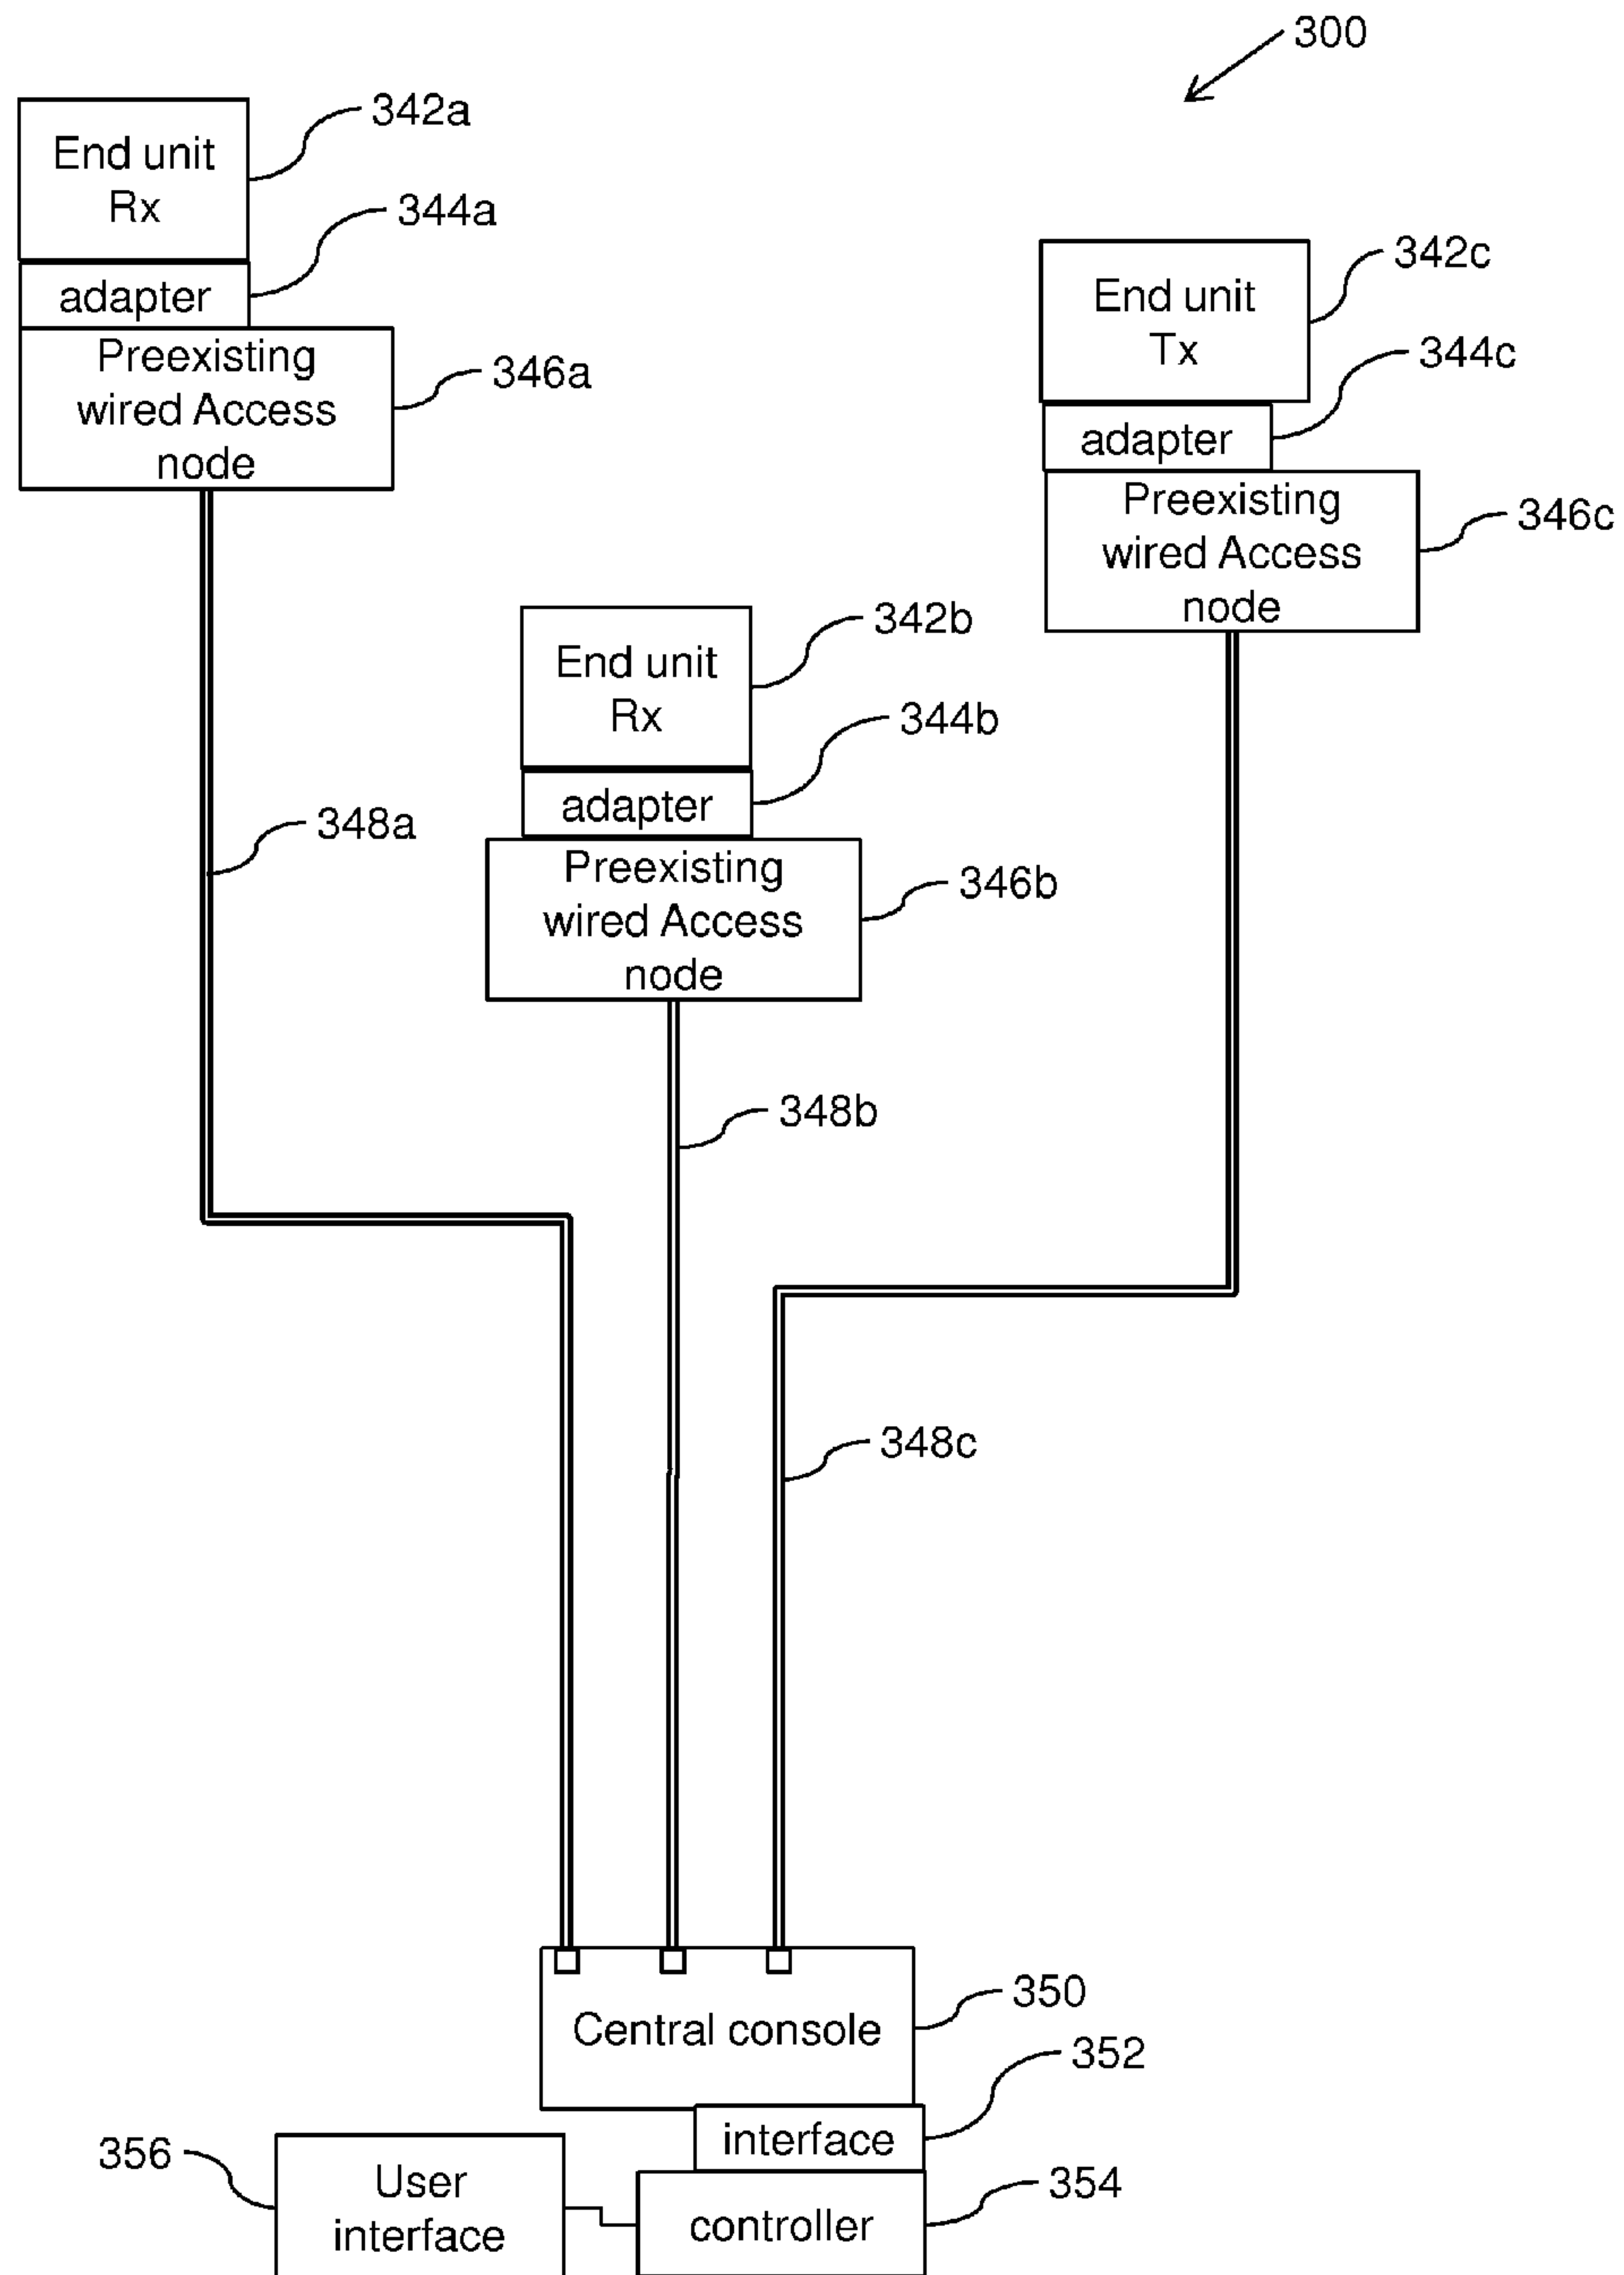 300
342a
End unit
Rx
344a
adapter
Preexisting
wired Access
node
346a
342c
End unit
Tx
344c
adapter
Preexisting
wired Access
node
346c
342b
End unit
Rx
344b
adapter
Preexisting
wired Access
node
346b
348a
348b
348c
Central console
350
352
interface
356
User
interface
controller
354